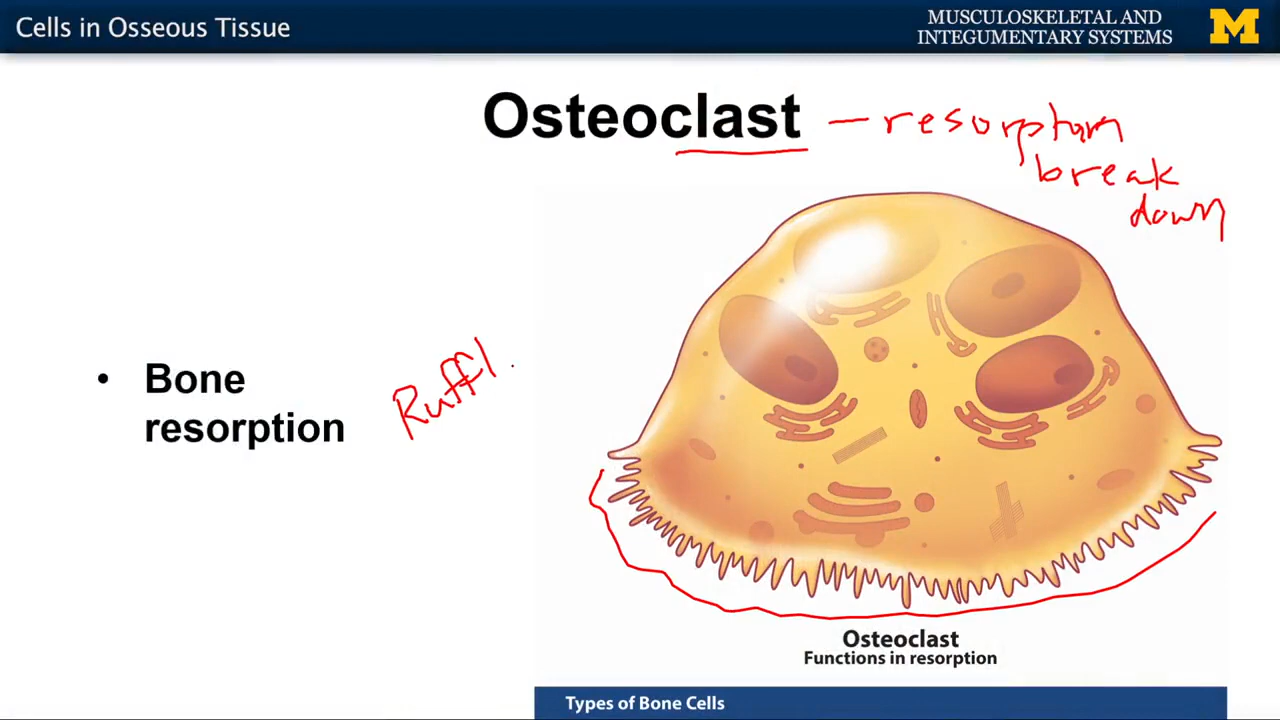 Cells in Osseous Tissue
MUSCULOSKELETAL AND
INTEGUMENTARY SYSTEMS
M
Osteoclast – resorption
break
down
• Bone
resorption
Ruffl
Osteoclast
Functions in resorption
Types of Bone Cells